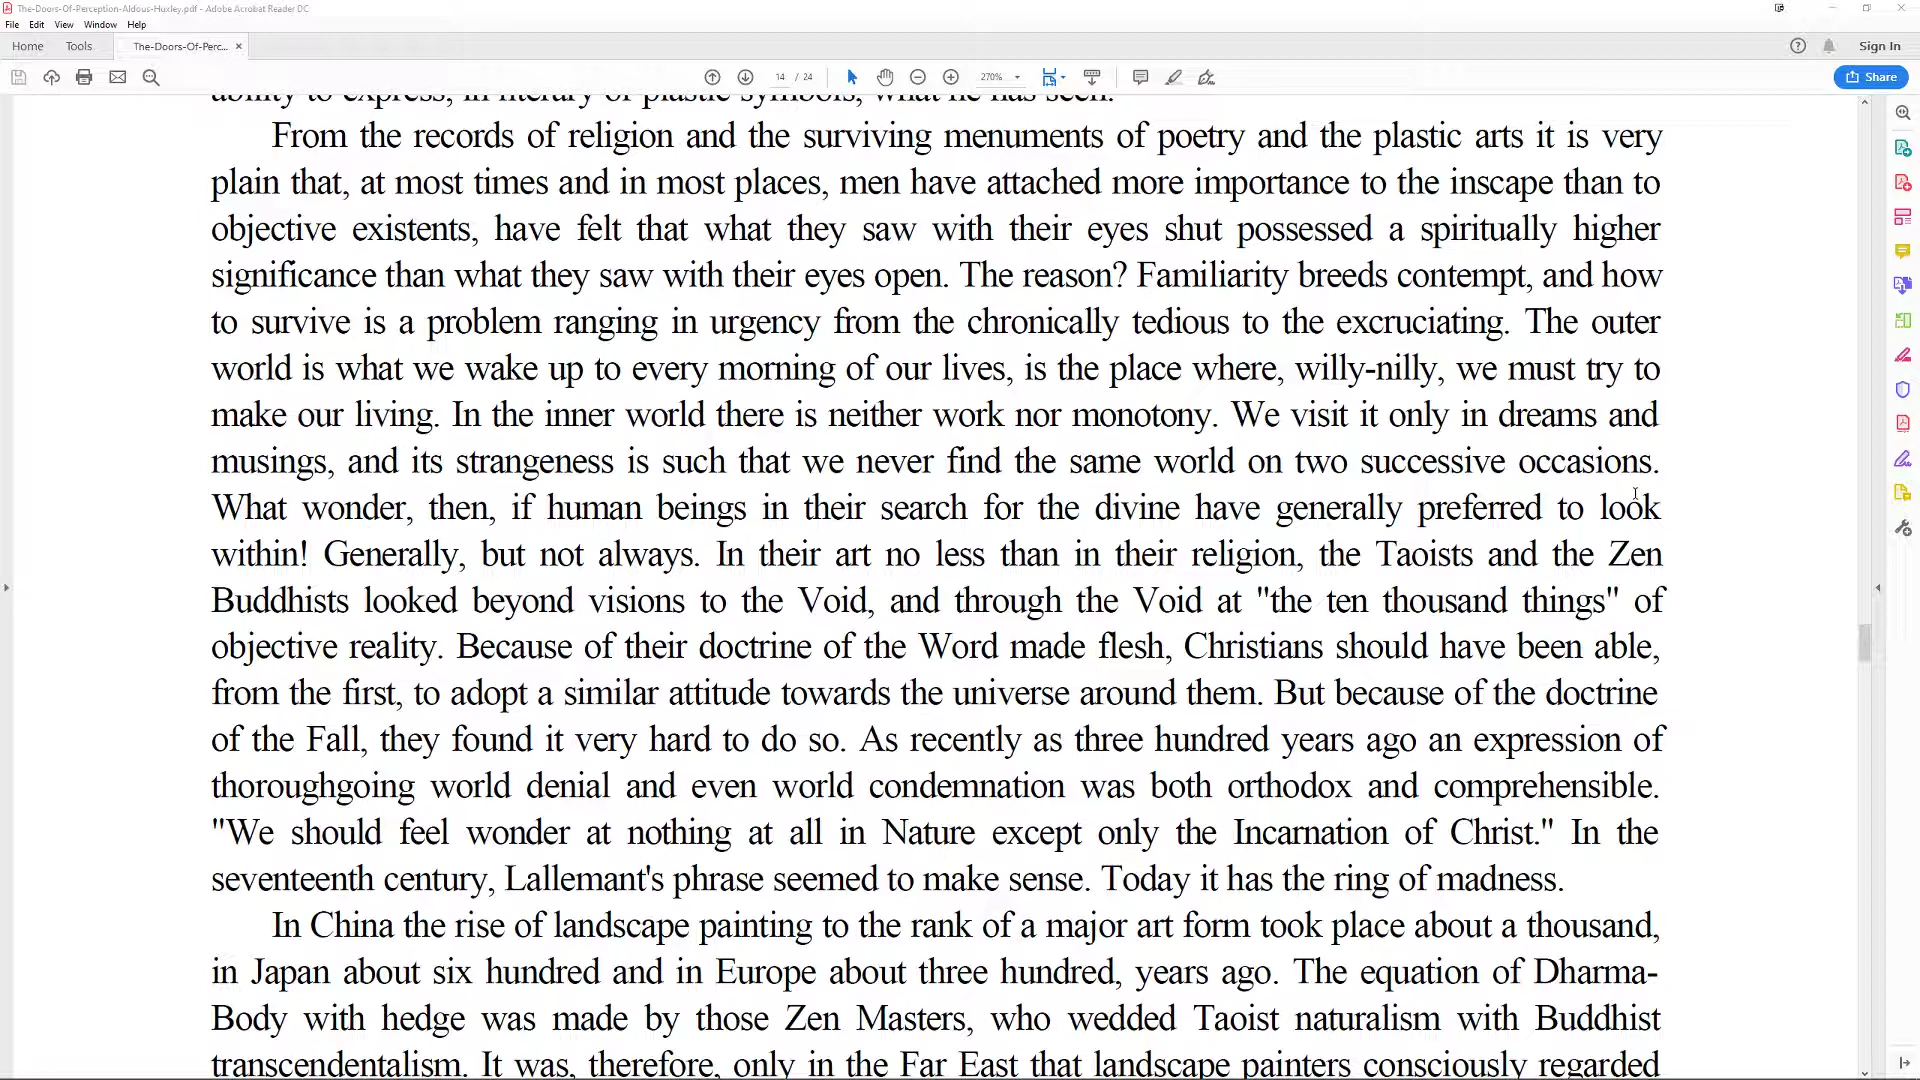 The-Doors-Of-Perception-Aldous-Huxley.pdf - Adobe Acrobat Reader DC
File Edit View Window Help
Home Tools The-Doors-Of-Perc... × Sign In
14 / 24 270% Share
ability to express, in literary or plastic symbols, what he has seen.
From the records of religion and the surviving menuments of poetry and the plastic arts it is very
plain that, at most times and in most places, men have attached more importance to the inscape than to
objective existents, have felt that what they saw with their eyes shut possessed a spiritually higher
significance than what they saw with their eyes open. The reason? Familiarity breeds contempt, and how
to survive is a problem ranging in urgency from the chronically tedious to the excruciating. The outer
world is what we wake up to every morning of our lives, is the place where, willy-nilly, we must try to
make our living. In the inner world there is neither work nor monotony. We visit it only in dreams and
musings, and its strangeness is such that we never find the same world on two successive occasions.
What wonder, then, if human beings in their search for the divine have generally preferred to look
within! Generally, but not always. In their art no less than in their religion, the Taoists and the Zen
Buddhists looked beyond visions to the Void, and through the Void at "the ten thousand things" of
objective reality. Because of their doctrine of the Word made flesh, Christians should have been able,
from the first, to adopt a similar attitude towards the universe around them. But because of the doctrine
of the Fall, they found it very hard to do so. As recently as three hundred years ago an expression of
thoroughgoing world denial and even world condemnation was both orthodox and comprehensible.
"We should feel wonder at nothing at all in Nature except only the Incarnation of Christ." In the
seventeenth century, Lallemant's phrase seemed to make sense. Today it has the ring of madness.
In China the rise of landscape painting to the rank of a major art form took place about a thousand,
in Japan about six hundred and in Europe about three hundred, years ago. The equation of Dharma-
Body with hedge was made by those Zen Masters, who wedded Taoist naturalism with Buddhist
transcendentalism. It was, therefore, only in the Far East that landscape painters consciously regarded